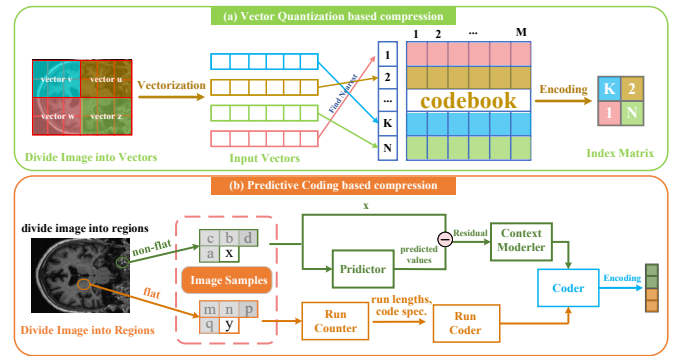 (a) Vector Quantization based compression
vector v
vector u
vector w
vector z
Divide Image into Vectors
Vectorization
Input Vectors
Find Nearest
1
2
...
K
N
1 2 ... M
codebook
Encoding
K 2
1 N
Index Matrix
(b) Predictive Coding based compression
divide image into regions
non-flat
flat
Divide Image into Regions
c b d
a x
Image Samples
m n p
q y
x
Pridictor
predicted
values
Residual
Context
Moderler
Run
Counter
run lengths,
code spec.
Run
Coder
Coder
Encoding